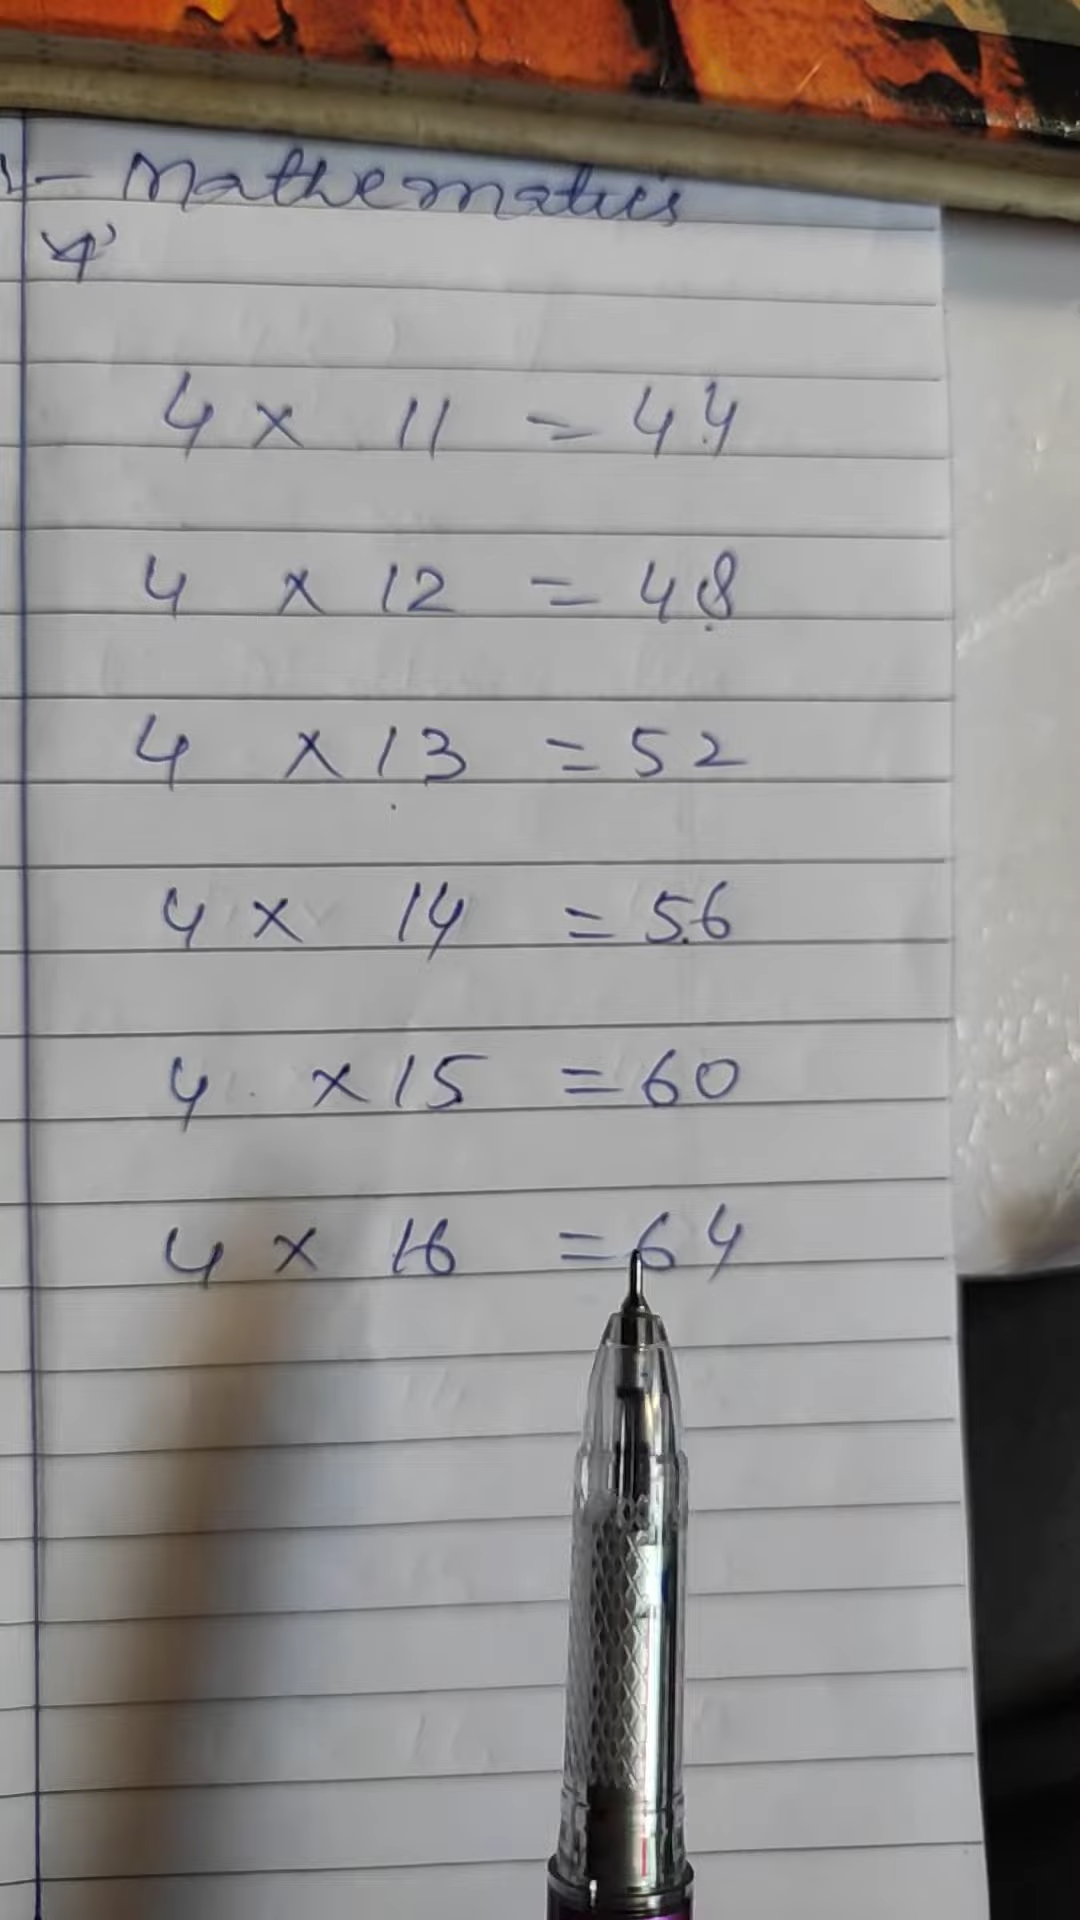 - Mathematics
4 x 11 = 44
4 x 12 = 48
4 x 13 = 52
4 x 14 = 56
4 x 15 = 60
4 x 16 = 64